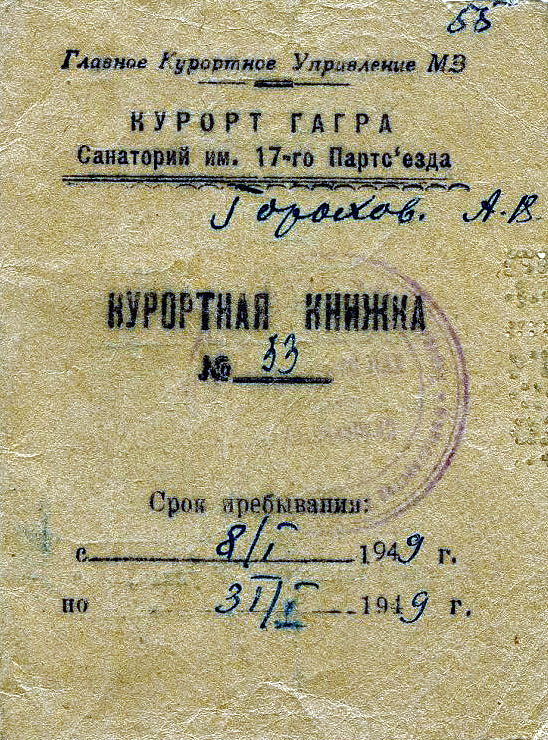 55
Главное Курортное Управление МЗ
КУРОРТ ГАГРА
Санаторий им. 17-го Партс‘езда
Горохов. А.В.
КУРОРТНАЯ КНИЖКА
№ 53
Срок пребывания:
с 8/I 1949 г.
по 31/I 1949 г.